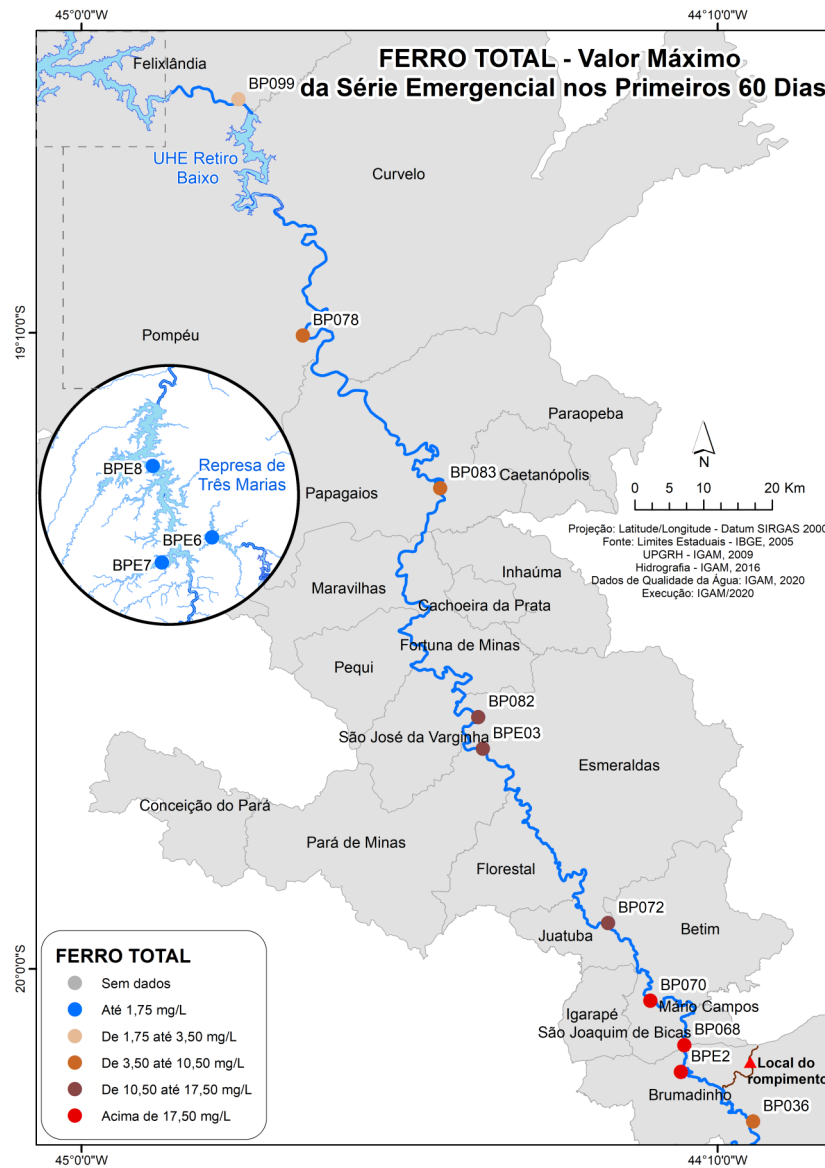 45°0'0"W
44°10'0"W
FERRO TOTAL - Valor Máximo
da Série Emergencial nos Primeiros 60 Dias
Felixlândia
BP099
UHE Retiro
Baixo
Curvelo
19°10'0"S
BP078
Pompéu
Paraopeba
BP083
Caetanópolis
Papagaios
N
0 5 10 20 Km
BPE8
Represa de
Três Marias
BPE6
BPE7
Projeção: Latitude/Longitude - Datum SIRGAS 2000
Fonte: Limites Estaduais - IBGE, 2005
UPGRH - IGAM, 2009
Hidrografia - IGAM, 2016
Dados de Qualidade da Água: IGAM, 2020
Execução: IGAM/2020
Inhaúma
Maravilhas
Cachoeira da Prata
Fortuna de Minas
Pequi
BP082
São José da Varginha
BPE03
Esmeraldas
Conceição do Pará
Pará de Minas
Florestal
BP072
Juatuba
Betim
20°0'0"S
BP070
Mário Campos
Igarapé
São Joaquim de Bicas
BP068
BPE2
Local do
rompimento
Brumadinho
BP036
FERRO TOTAL
Sem dados
Até 1,75 mg/L
De 1,75 até 3,50 mg/L
De 3,50 até 10,50 mg/L
De 10,50 até 17,50 mg/L
Acima de 17,50 mg/L
45°0'0"W
44°10'0"W